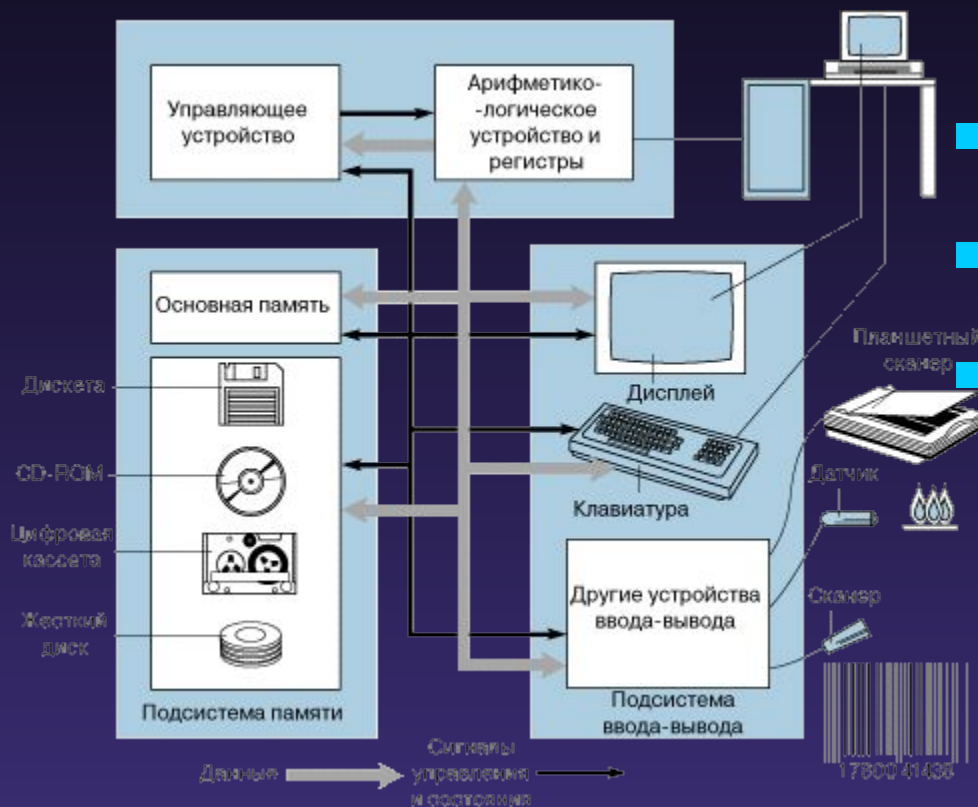 Управляющее
устройство
Арифметико-
-логическое
устройство и
регистры
Основная память
Дискета
CD-ROM
Цифровая
кассета
Жесткий
диск
Подсистема памяти
Дисплей
Клавиатура
Другие устройства
ввода-вывода
Подсистема
ввода-вывода
Планшетный
сканер
Датчик
Сканер
17800 41438
Данные
Сигналы
управления
и состояния